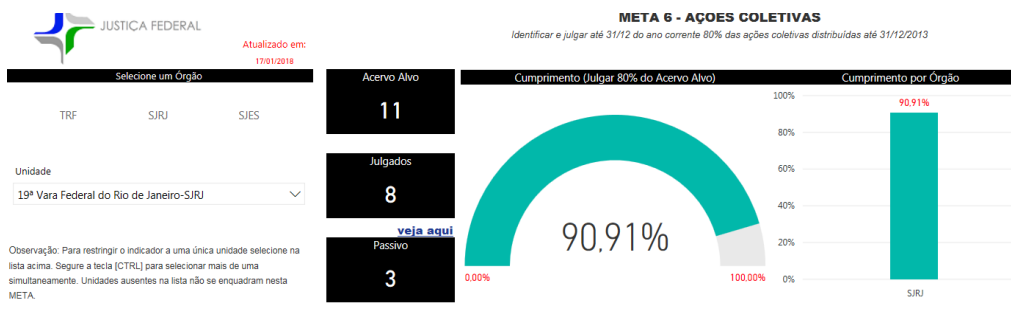 JUSTIÇA FEDERAL
Atualizado em:
17/01/2018
META 6 - AÇOES COLETIVAS
Identificar e julgar até 31/12 do ano corrente 80% das ações coletivas distribuídas até 31/12/2013
Selecione um Órgão
TRF SJRJ SJES
Unidade
19ª Vara Federal do Rio de Janeiro-SJRJ
Observação: Para restringir o indicador a uma única unidade selecione na
lista acima. Segure a tecla [CTRL] para selecionar mais de uma
simultaneamente. Unidades ausentes na lista não se enquadram nesta
META.
Acervo Alvo
11
Julgados
8
veja aqui
Passivo
3
Cumprimento (Julgar 80% do Acervo Alvo)
90,91%
0,00% 100,00%
Cumprimento por Órgão
100%
90,91%
80%
60%
40%
20%
0%
SJRJ